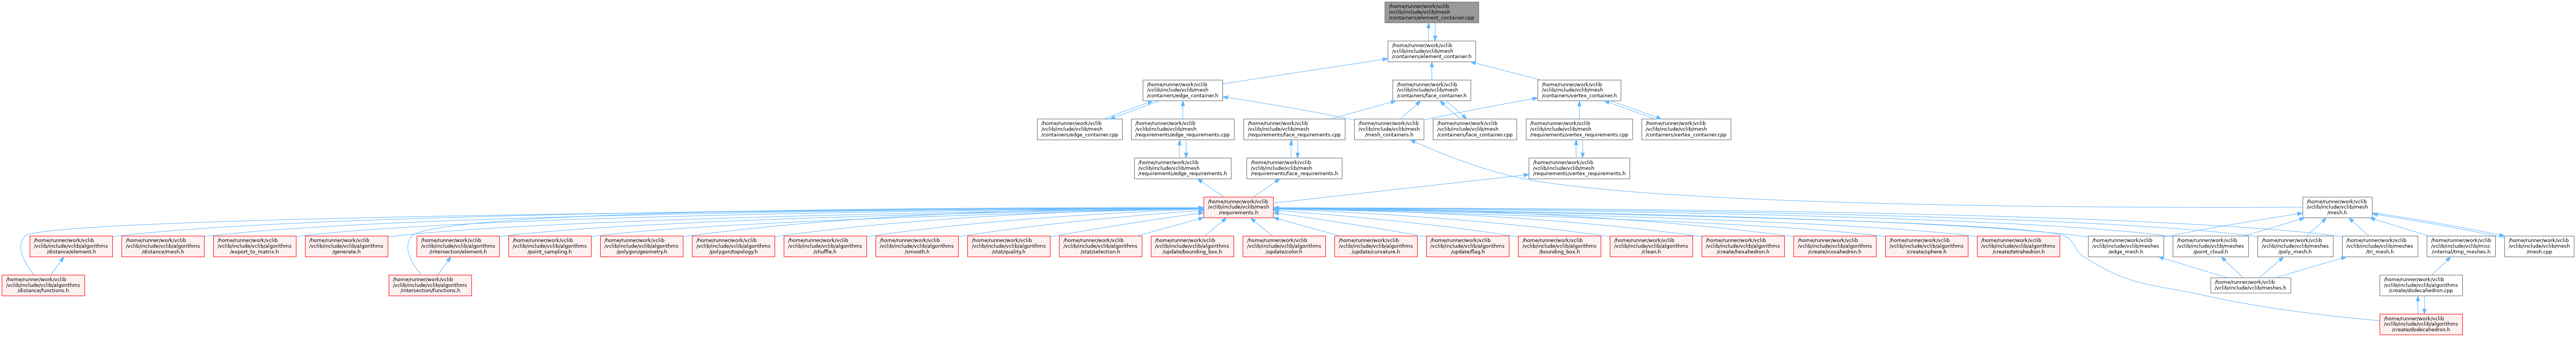 /home/runner/work/vclib
/vclib/include/vclib/mesh
/containers/element_container.cpp
/home/runner/work/vclib
/vclib/include/vclib/mesh
/containers/element_container.h
/home/runner/work/vclib
/vclib/include/vclib/mesh
/containers/edge_container.h
/home/runner/work/vclib
/vclib/include/vclib/mesh
/containers/face_container.h
/home/runner/work/vclib
/vclib/include/vclib/mesh
/containers/vertex_container.h
/home/runner/work/vclib
/vclib/include/vclib/mesh
/containers/edge_container.cpp
/home/runner/work/vclib
/vclib/include/vclib/mesh
/requirements/edge_requirements.cpp
/home/runner/work/vclib
/vclib/include/vclib/mesh
/requirements/face_requirements.cpp
/home/runner/work/vclib
/vclib/include/vclib/mesh
/mesh_containers.h
/home/runner/work/vclib
/vclib/include/vclib/mesh
/containers/face_container.cpp
/home/runner/work/vclib
/vclib/include/vclib/mesh
/requirements/vertex_requirements.cpp
/home/runner/work/vclib
/vclib/include/vclib/mesh
/containers/vertex_container.cpp
/home/runner/work/vclib
/vclib/include/vclib/mesh
/requirements/edge_requirements.h
/home/runner/work/vclib
/vclib/include/vclib/mesh
/requirements/face_requirements.h
/home/runner/work/vclib
/vclib/include/vclib/mesh
/requirements/vertex_requirements.h
/home/runner/work/vclib
/vclib/include/vclib/mesh
/requirements.h
/home/runner/work/vclib
/vclib/include/vclib/mesh
/mesh.h
/home/runner/work/vclib
/vclib/include/vclib/algorithms
/distance/element.h
/home/runner/work/vclib
/vclib/include/vclib/algorithms
/distance/mesh.h
/home/runner/work/vclib
/vclib/include/vclib/algorithms
/export_to_matrix.h
/home/runner/work/vclib
/vclib/include/vclib/algorithms
/generate.h
/home/runner/work/vclib
/vclib/include/vclib/algorithms
/intersection/element.h
/home/runner/work/vclib
/vclib/include/vclib/algorithms
/point_sampling.h
/home/runner/work/vclib
/vclib/include/vclib/algorithms
/polygon/geometry.h
/home/runner/work/vclib
/vclib/include/vclib/algorithms
/polygon/topology.h
/home/runner/work/vclib
/vclib/include/vclib/algorithms
/shuffle.h
/home/runner/work/vclib
/vclib/include/vclib/algorithms
/smooth.h
/home/runner/work/vclib
/vclib/include/vclib/algorithms
/stat/quality.h
/home/runner/work/vclib
/vclib/include/vclib/algorithms
/stat/selection.h
/home/runner/work/vclib
/vclib/include/vclib/algorithms
/update/bounding_box.h
/home/runner/work/vclib
/vclib/include/vclib/algorithms
/update/color.h
/home/runner/work/vclib
/vclib/include/vclib/algorithms
/update/curvature.h
/home/runner/work/vclib
/vclib/include/vclib/algorithms
/update/flag.h
/home/runner/work/vclib
/vclib/include/vclib/algorithms
/bounding_box.h
/home/runner/work/vclib
/vclib/include/vclib/algorithms
/clean.h
/home/runner/work/vclib
/vclib/include/vclib/algorithms
/create/hexahedron.h
/home/runner/work/vclib
/vclib/include/vclib/algorithms
/create/icosahedron.h
/home/runner/work/vclib
/vclib/include/vclib/algorithms
/create/sphere.h
/home/runner/work/vclib
/vclib/include/vclib/algorithms
/create/tetrahedron.h
/home/runner/work/vclib
/vclib/include/vclib/meshes
/edge_mesh.h
/home/runner/work/vclib
/vclib/include/vclib/meshes
/point_cloud.h
/home/runner/work/vclib
/vclib/include/vclib/meshes
/poly_mesh.h
/home/runner/work/vclib
/vclib/include/vclib/meshes
/tri_mesh.h
/home/runner/work/vclib
/vclib/include/vclib/misc
/internal/tmp_meshes.h
/home/runner/work/vclib
/vclib/include/vclib/mesh
/mesh.cpp
/home/runner/work/vclib
/vclib/include/vclib/algorithms
/distance/functions.h
/home/runner/work/vclib
/vclib/include/vclib/algorithms
/intersection/functions.h
/home/runner/work/vclib
/vclib/include/vclib/meshes.h
/home/runner/work/vclib
/vclib/include/vclib/algorithms
/create/dodecahedron.cpp
/home/runner/work/vclib
/vclib/include/vclib/algorithms
/create/dodecahedron.h